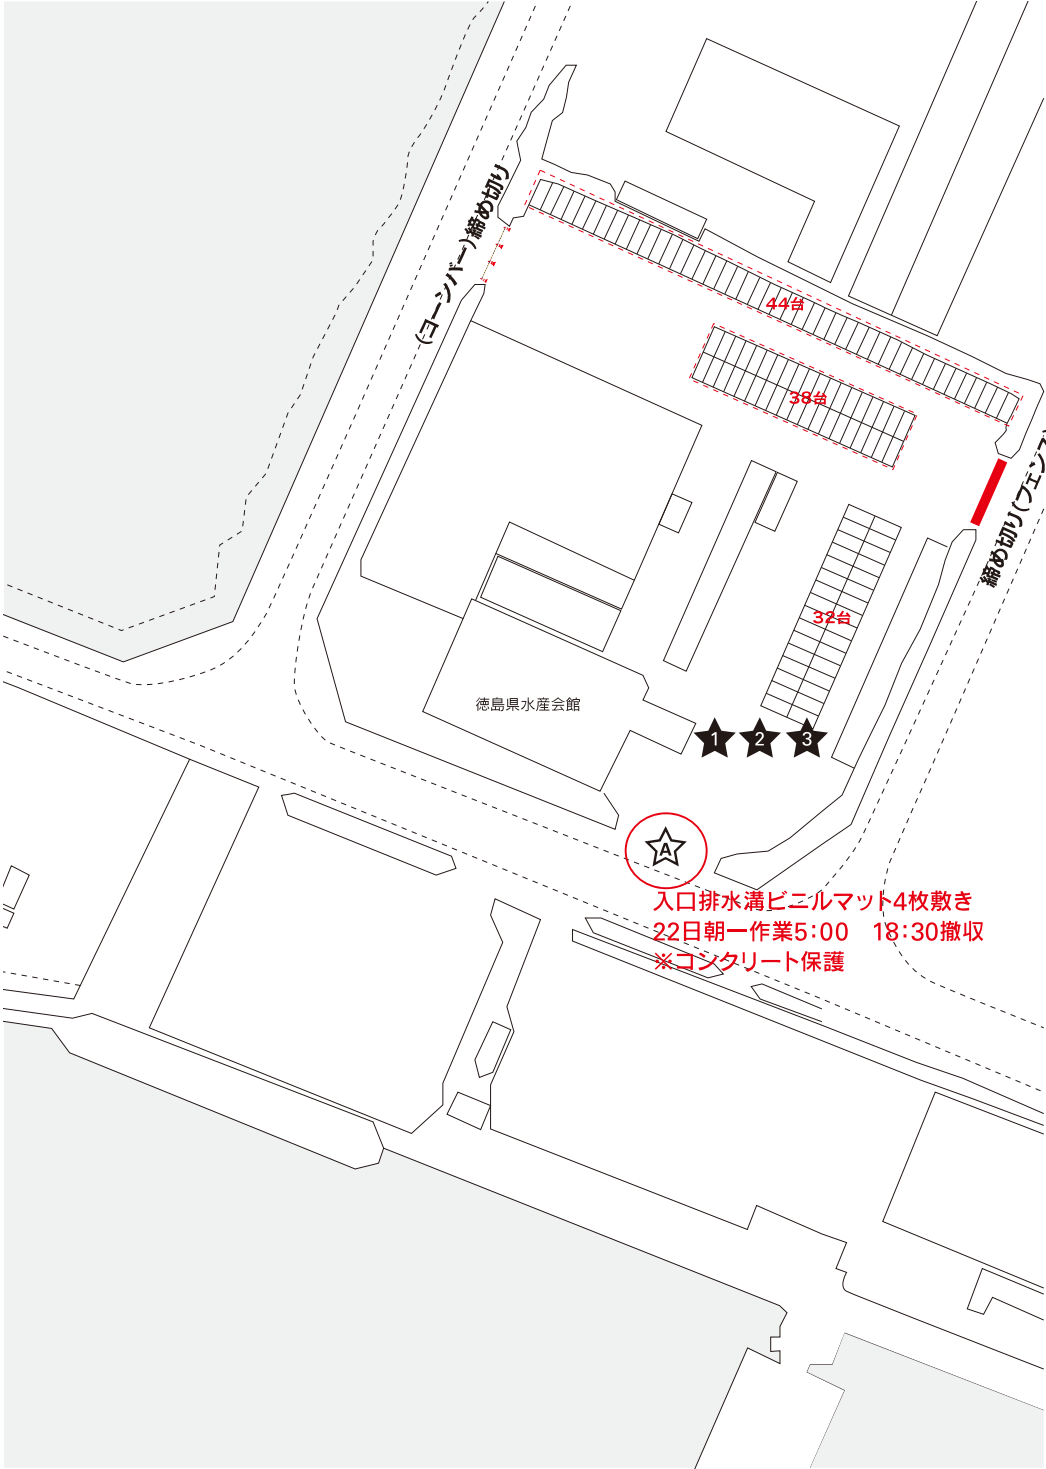 (コーンバー)締め切り
44台
38台
締め切り(フェンス)
32台
徳島県水産会館
1 2 3
A
入口排水溝ビニルマット4枚敷き
22日朝一作業5:00　18:30撤収
※コンクリート保護